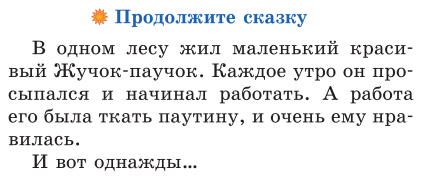 Продолжите сказку
В одном лесу жил маленький краси-
вый Жучок-паучок. Каждое утро он про-
сыпался и начинал работать. А работа
его была ткать паутину, и очень ему нра-
вилась.
И вот однажды...